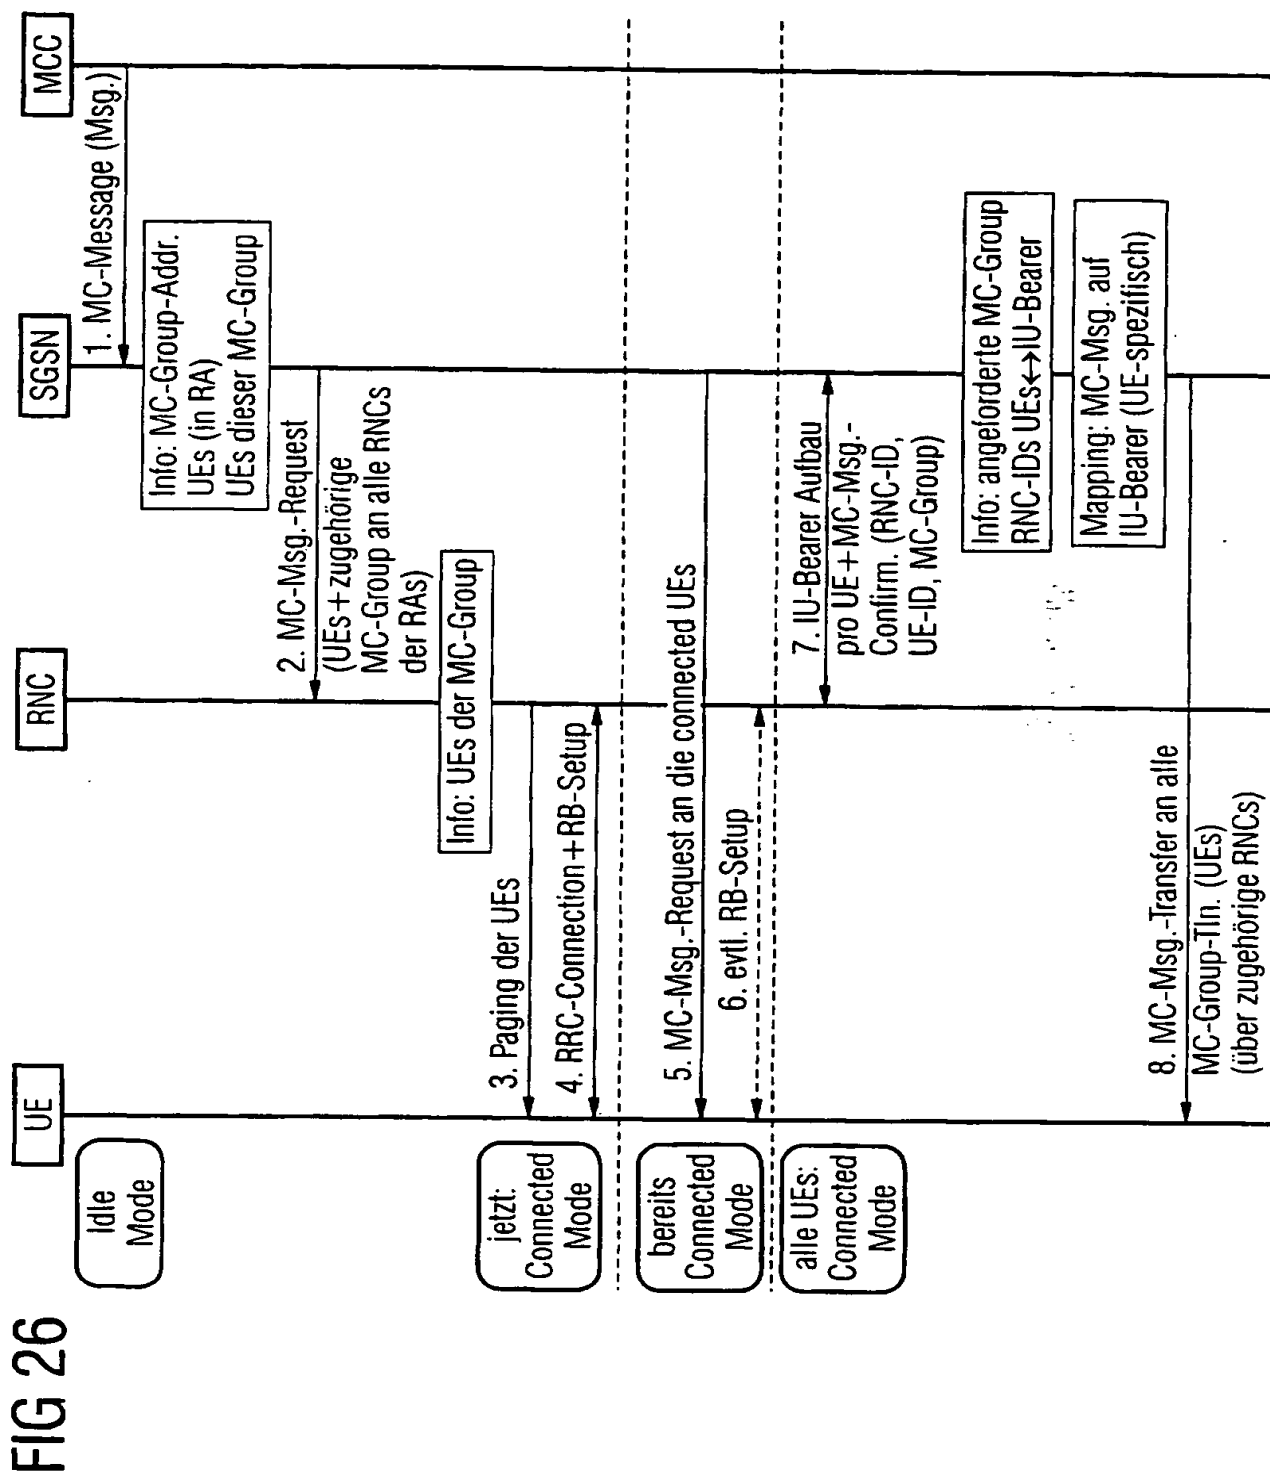 FIG 26
UE
RNC
SGSN
MCC
Idle
Mode
1. MC-Message (Msg.)
Info: MC-Group-Addr.
UEs (in RA)
UEs dieser MC-Group
2. MC-Msg.-Request
(UEs+zugehörige
MC-Group an alle RNCs
der RAs)
Info: UEs der MC-Group
jetzt:
Connected
Mode
3. Paging der UEs
4. RRC-Connection+RB-Setup
bereits
Connected
Mode
5. MC-Msg.-Request an die connected UEs
6. evtl. RB-Setup
alle UEs:
Connected
Mode
7. IU-Bearer Aufbau
pro UE+MC-Msg.-
Confirm. (RNC-ID,
UE-ID, MC-Group)
Info: angeforderte MC-Group
RNC-IDs UEs↔IU-Bearer
Mapping: MC-Msg. auf
IU-Bearer (UE-spezifisch)
8. MC-Msg.-Transfer an alle
MC-Group-Tln. (UEs)
(über zugehörige RNCs)